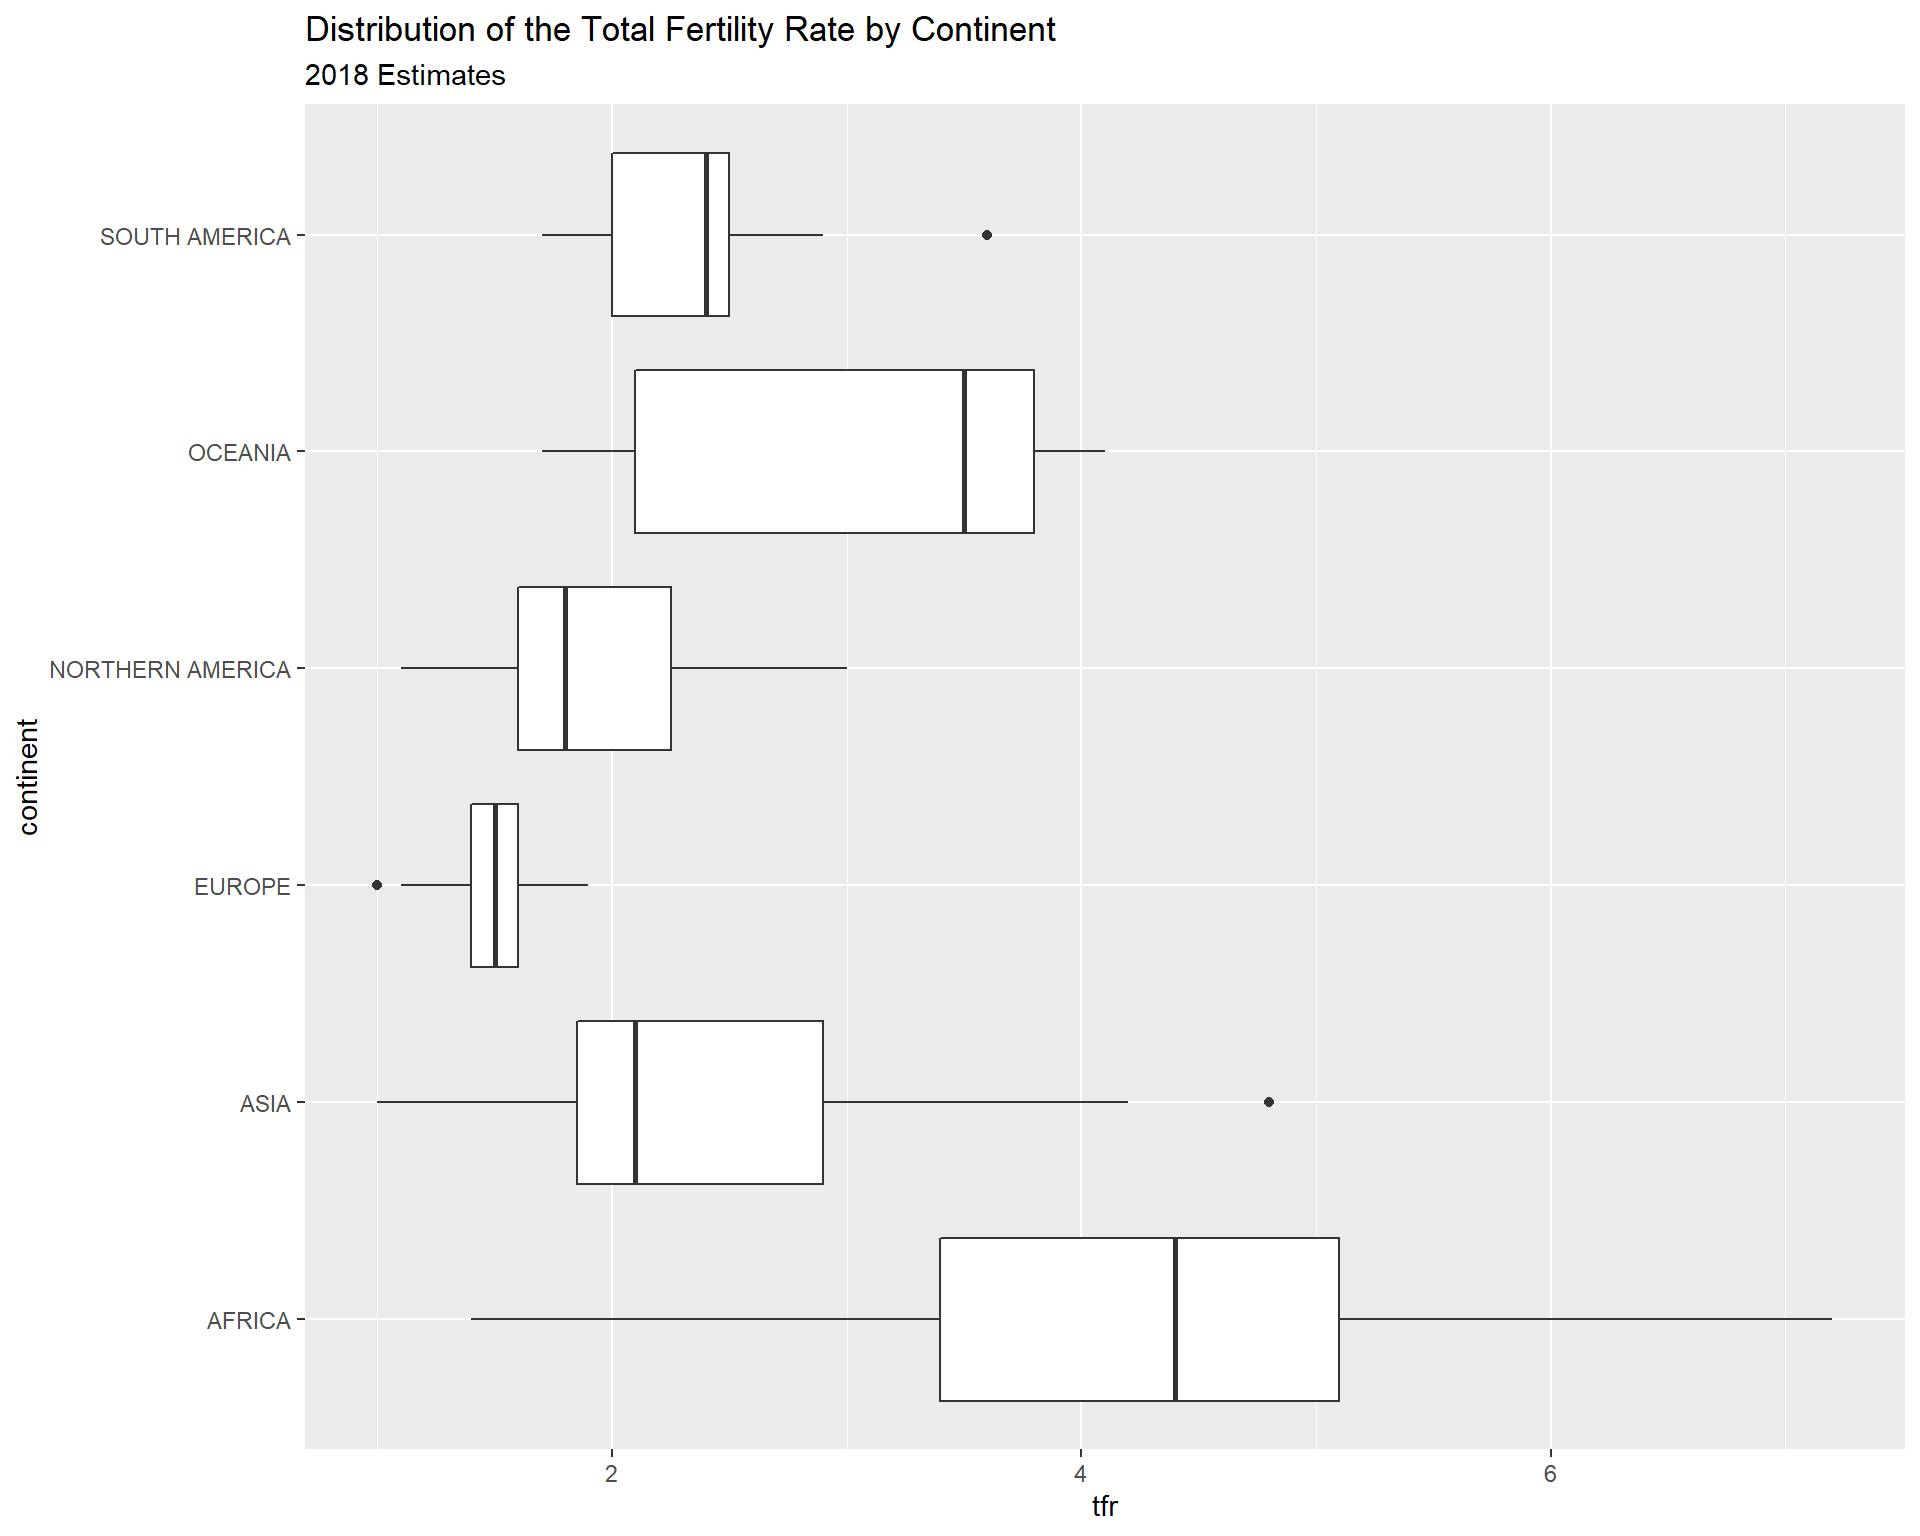 Distribution of the Total Fertility Rate by Continent
2018 Estimates
SOUTH AMERICA
OCEANIA
NORTHERN AMERICA
EUROPE
ASIA
AFRICA
continent
2 4 6
tfr